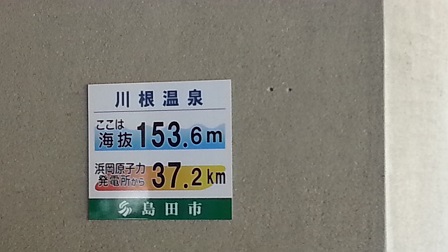 川根温泉
ここは
海抜 153.6m
浜岡原子力
発電所から 37.2km
島田市